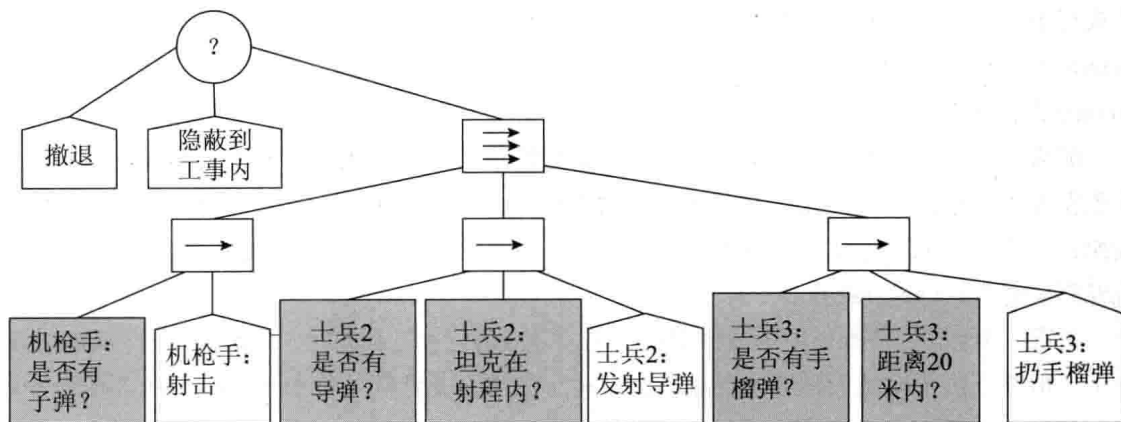 ?
撤退
隐蔽到
工事内
机枪手：
是否有
子弹？
机枪手：
射击
士兵2
是否有
导弹？
士兵2：
坦克在
射程内？
士兵2：
发射导弹
士兵3：
是否有手
榴弹？
士兵3：
距离20
米内？
士兵3：
扔手榴弹